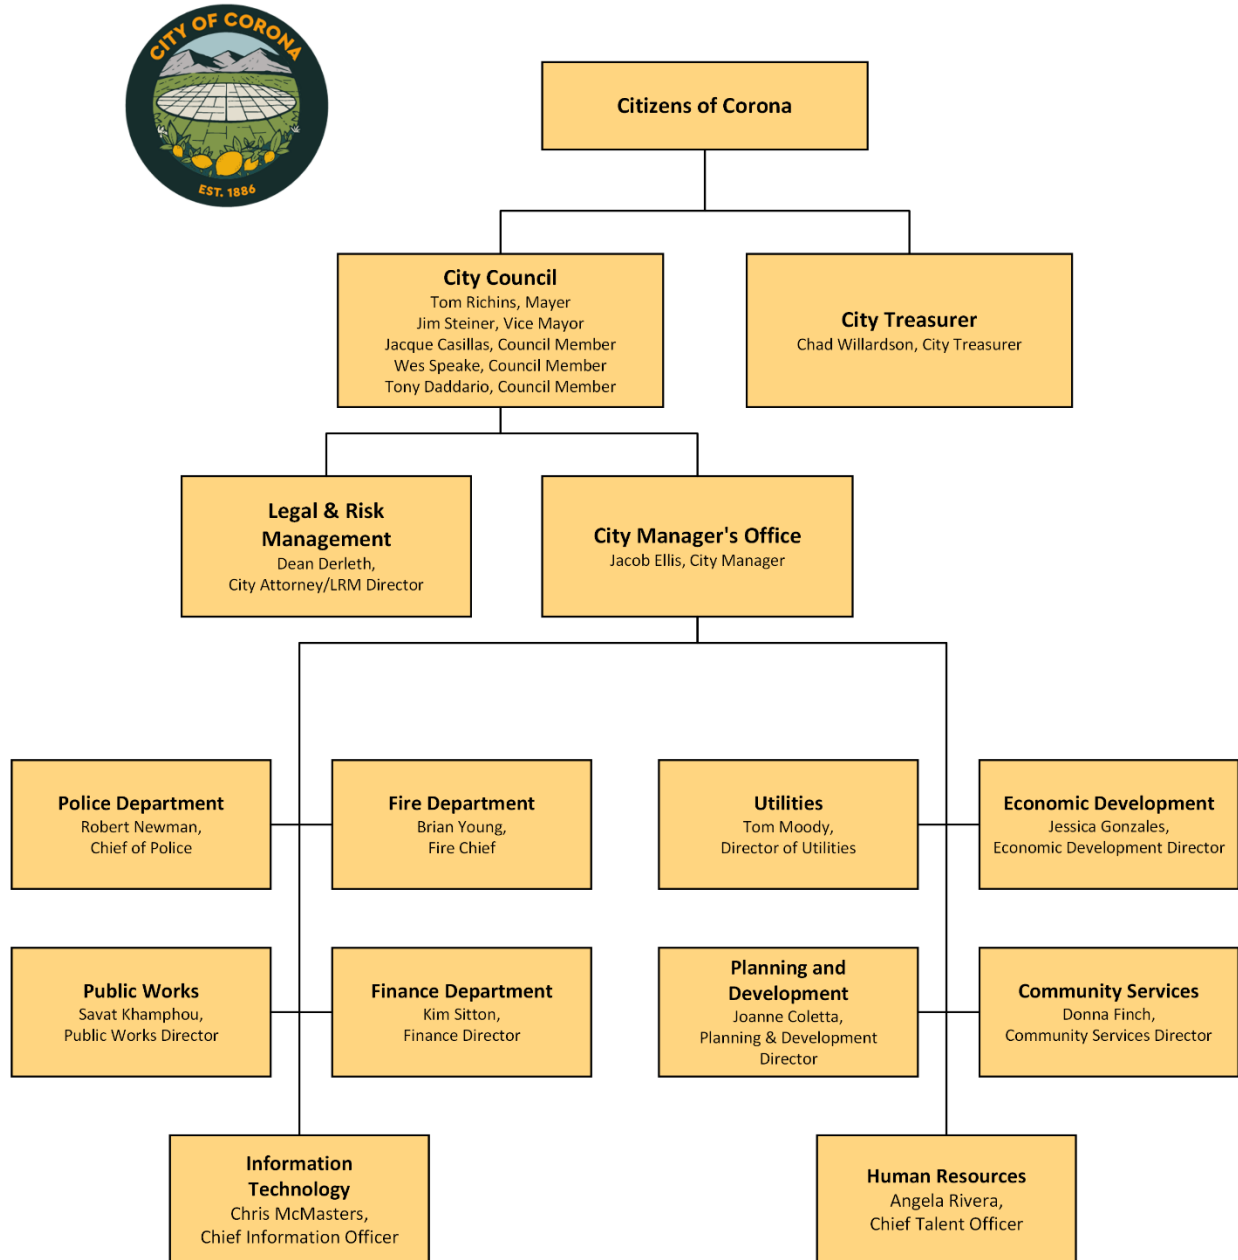 CITY OF CORONA
EST. 1886
Citizens of Corona
City Council
Tom Richins, Mayor
Jim Steiner, Vice Mayor
Jacque Casillas, Council Member
Wes Speake, Council Member
Tony Daddario, Council Member
City Treasurer
Chad Willardson, City Treasurer
Legal & Risk
Management
Dean Derleth,
City Attorney/LRM Director
City Manager's Office
Jacob Ellis, City Manager
Police Department
Robert Newman,
Chief of Police
Fire Department
Brian Young,
Fire Chief
Utilities
Tom Moody,
Director of Utilities
Economic Development
Jessica Gonzales,
Economic Development Director
Public Works
Savat Khamphou,
Public Works Director
Finance Department
Kim Sitton,
Finance Director
Planning and
Development
Joanne Coletta,
Planning & Development
Director
Community Services
Donna Finch,
Community Services Director
Information
Technology
Chris McMasters,
Chief Information Officer
Human Resources
Angela Rivera,
Chief Talent Officer